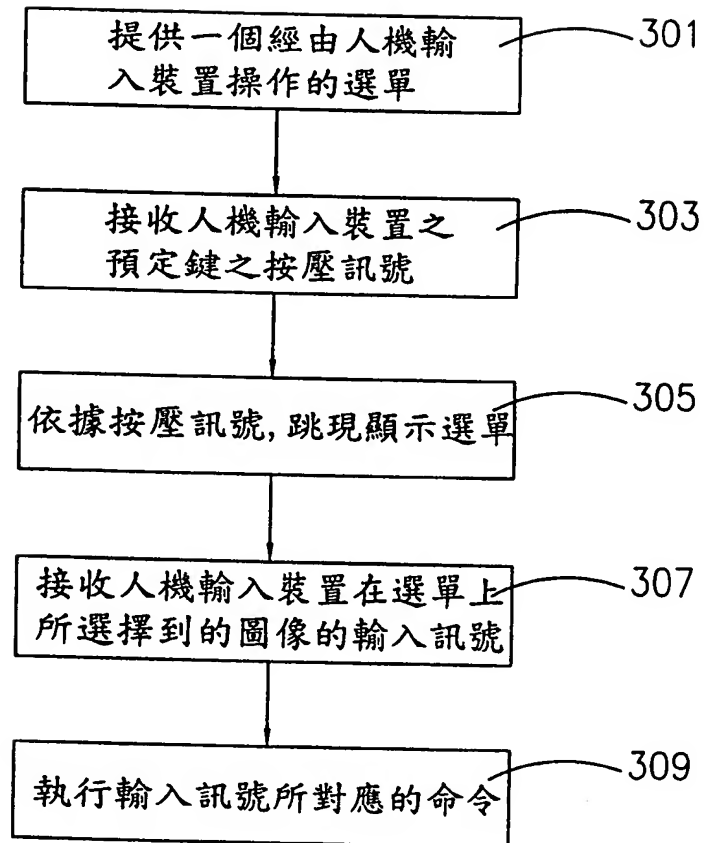 提供一個經由人機輸
入裝置操作的選單
301
接收人機輸入裝置之
預定鍵之按壓訊號
303
依據按壓訊號,跳現顯示選單
305
接收人機輸入裝置在選單上
所選擇到的圖像的輸入訊號
307
執行輸入訊號所對應的命令
309